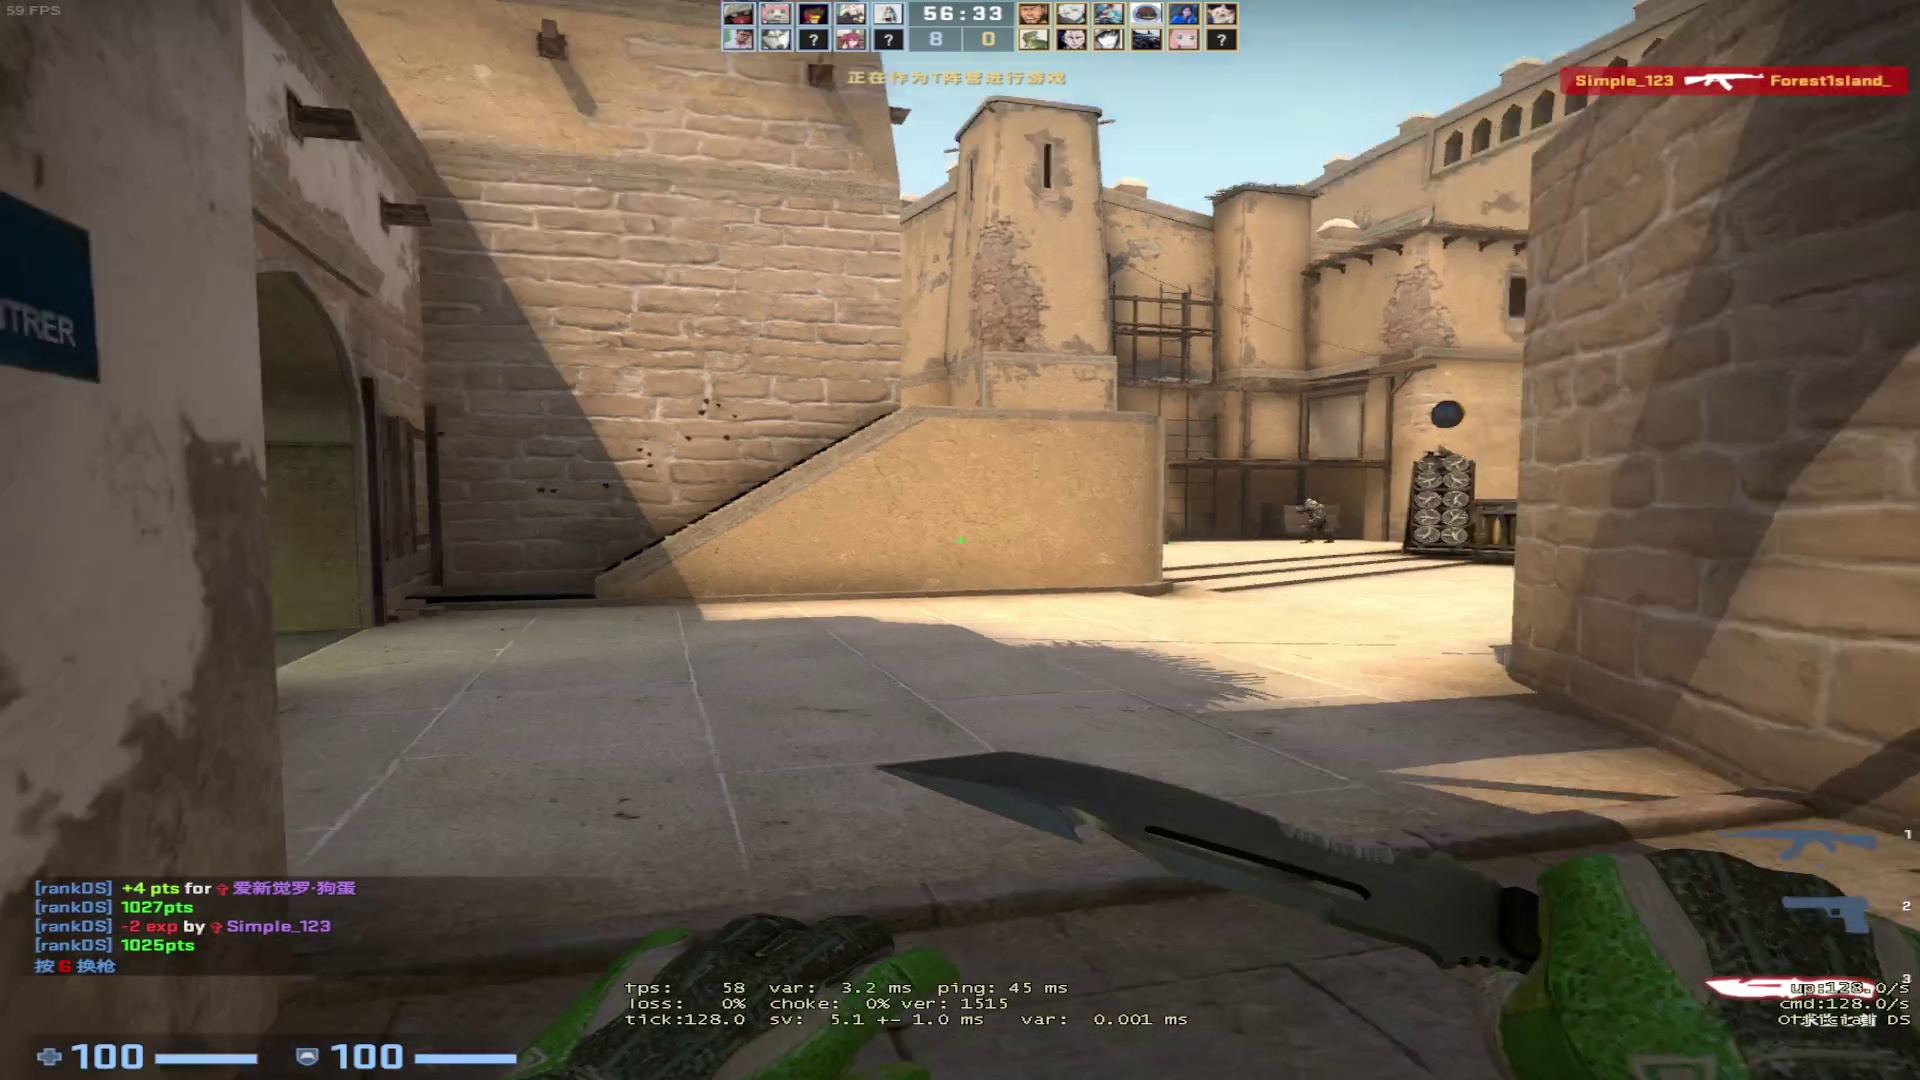 59 FPS
56:33
? ? ?
8 0
正在作为T阵营进行游戏
Simple_123 Forest1sland_
ITRER
[rankDS] +4 pts for 爱新觉罗·狗蛋
[rankDS] 1027pts
[rankDS] -2 exp by Simple_123
[rankDS] 1025pts
按 G 换枪
1
2
3
tps: 58 var: 3.2 ms ping: 45 ms
loss: 0% choke: 0% ver: 1515
tick:128.0 sv: 5.1 +- 1.0 ms var: 0.001 ms
up:128.0/s
cmd:128.0/s
DS
100 100